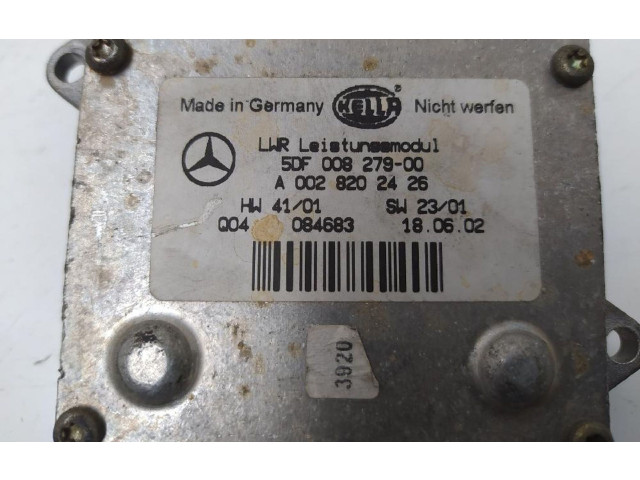 Made in Germany HELLA ® Nicht werfen
LWR Leistungsmodul
5DF 008 279-00
A 002 820 24 26
HW 41/01 SW 23/01
Q04 084683 18.06.02
3920